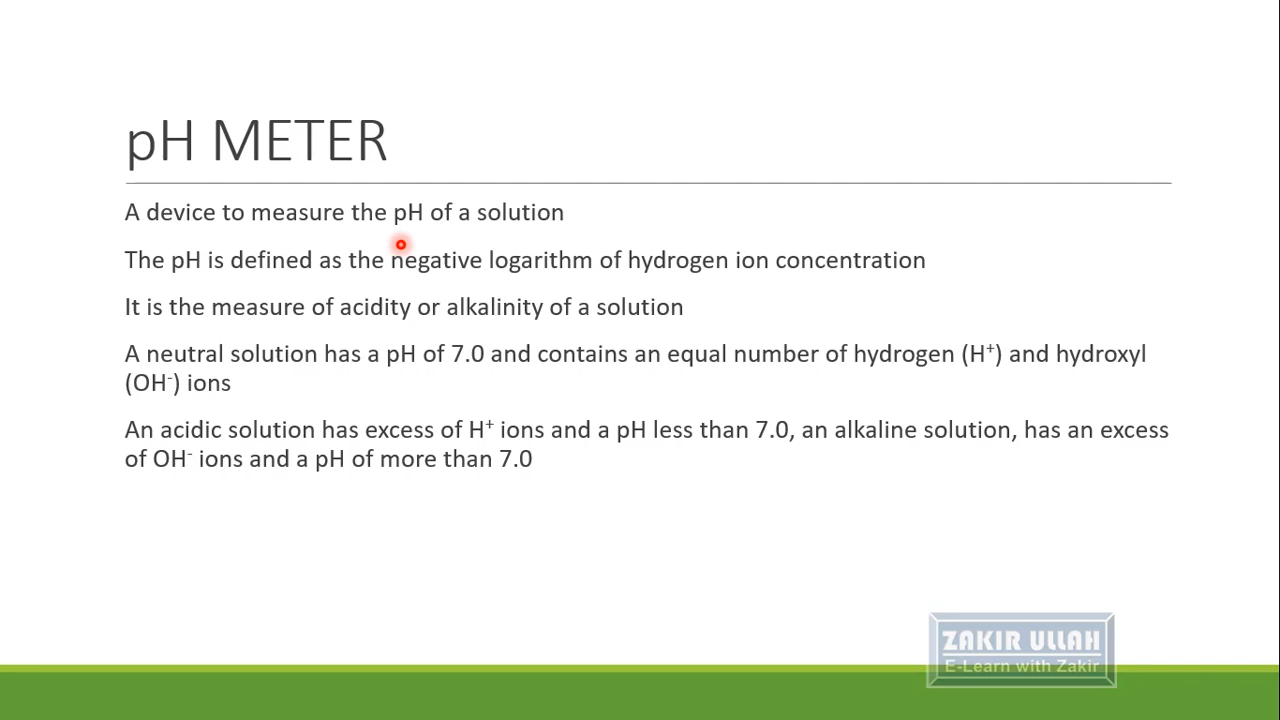 pH METER
A device to measure the pH of a solution
The pH is defined as the negative logarithm of hydrogen ion concentration
It is the measure of acidity or alkalinity of a solution
A neutral solution has a pH of 7.0 and contains an equal number of hydrogen (H⁺) and hydroxyl
(OH⁻) ions
An acidic solution has excess of H⁺ ions and a pH less than 7.0, an alkaline solution, has an excess
of OH⁻ ions and a pH of more than 7.0
ZAKIR ULLAH
E-Learn with Zakir